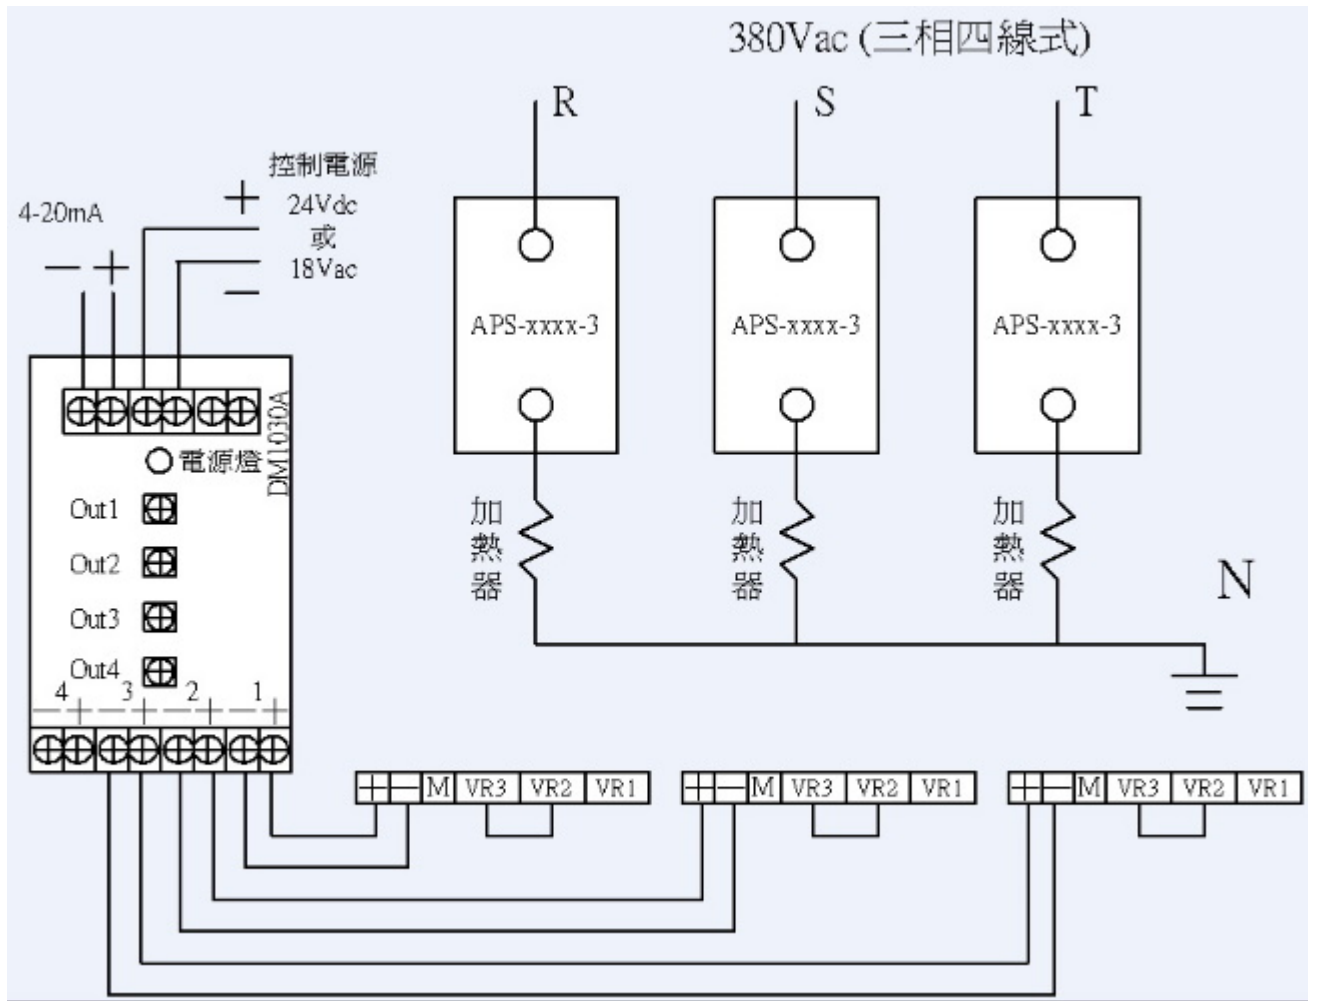 380Vac (三相四線式)
R
S
T
控制電源
24Vdc
或
18Vac
+
−
4-20mA
− +
APS-xxxx-3
APS-xxxx-3
APS-xxxx-3
DM1030A
電源燈
Out1
Out2
Out3
Out4
加熱器
加熱器
加熱器
N
4 3 2 1
− + − + − + − +
+ − M VR3 VR2 VR1
+ − M VR3 VR2 VR1
+ − M VR3 VR2 VR1